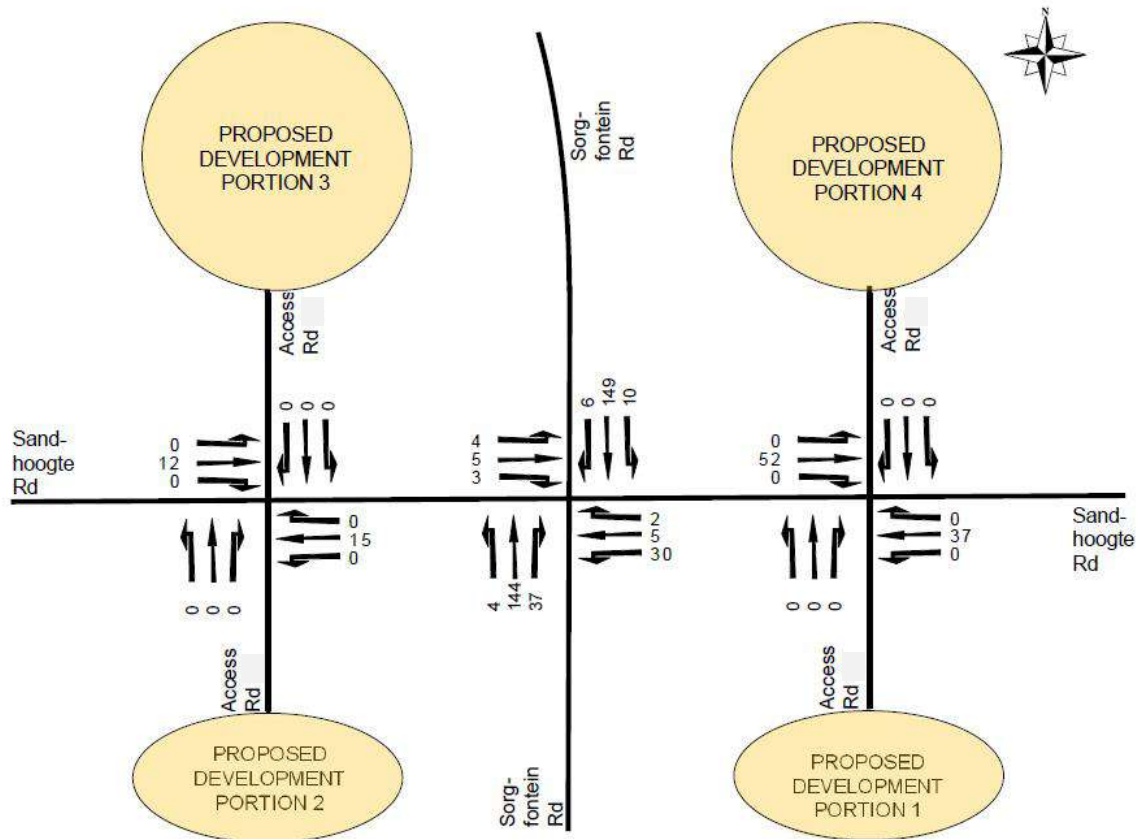 N
PROPOSED
DEVELOPMENT
PORTION 3
Sorg-
fontein
Rd
PROPOSED
DEVELOPMENT
PORTION 4
Access
Rd
Access
Rd
0 0 0
6 149 10
0 0 0
Sand-
hoogte
Rd
0
12
0
4
5
3
0
52
0
0
15
0
2
5
30
0
37
0
Sand-
hoogte
Rd
0 0 0
4 144 37
0 0 0
Access
Rd
Access
Rd
PROPOSED
DEVELOPMENT
PORTION 2
Sorg-
fontein
Rd
PROPOSED
DEVELOPMENT
PORTION 1